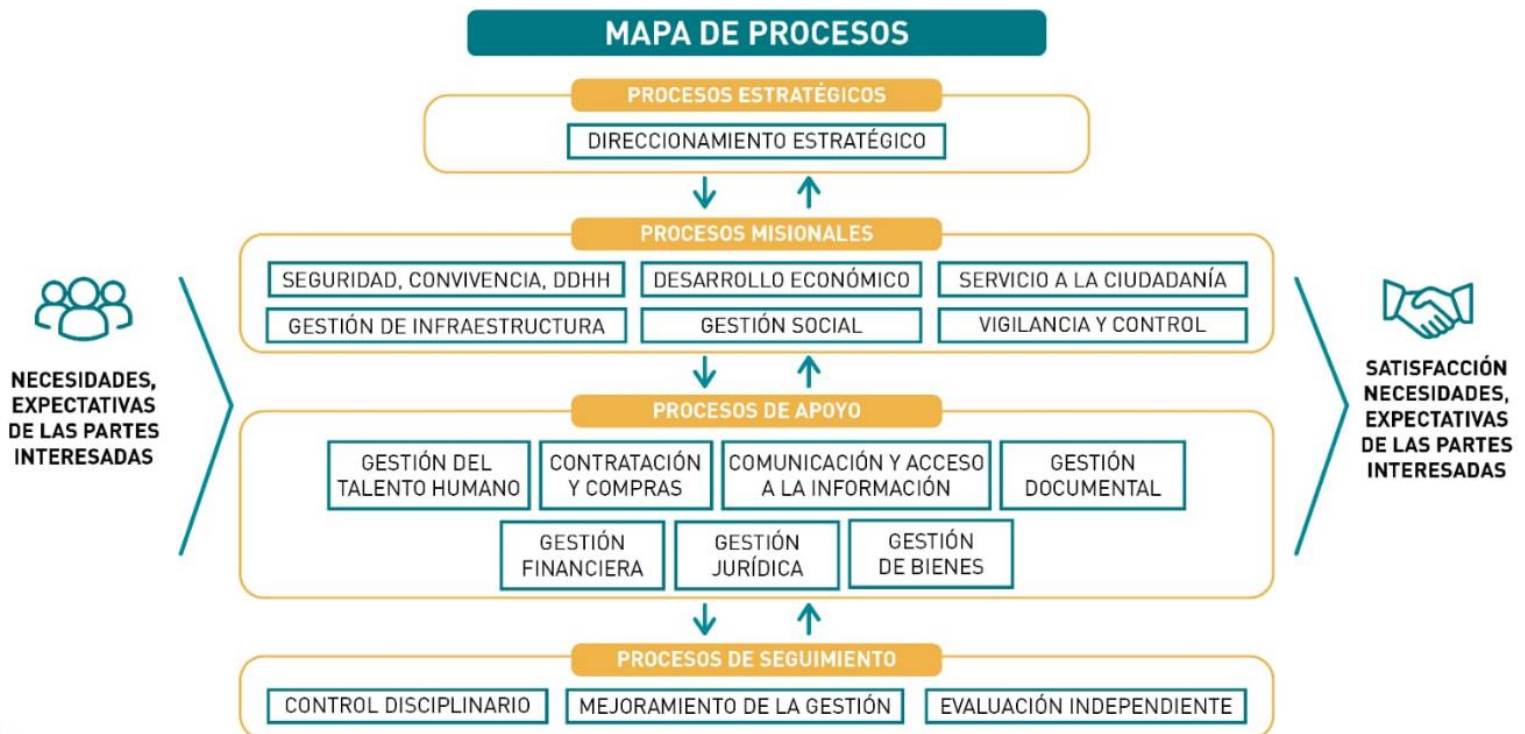 MAPA DE PROCESOS
PROCESOS ESTRATÉGICOS
DIRECCIONAMIENTO ESTRATÉGICO
PROCESOS MISIONALES
SEGURIDAD, CONVIVENCIA, DDHH
DESARROLLO ECONÓMICO
SERVICIO A LA CIUDADANÍA
GESTIÓN DE INFRAESTRUCTURA
GESTIÓN SOCIAL
VIGILANCIA Y CONTROL
NECESIDADES,
EXPECTATIVAS
DE LAS PARTES
INTERESADAS
PROCESOS DE APOYO
GESTIÓN DEL
TALENTO HUMANO
CONTRATACIÓN
Y COMPRAS
COMUNICACIÓN Y ACCESO
A LA INFORMACIÓN
GESTIÓN
DOCUMENTAL
GESTIÓN
FINANCIERA
GESTIÓN
JURÍDICA
GESTIÓN
DE BIENES
SATISFACCIÓN
NECESIDADES,
EXPECTATIVAS
DE LAS PARTES
INTERESADAS
PROCESOS DE SEGUIMIENTO
CONTROL DISCIPLINARIO
MEJORAMIENTO DE LA GESTIÓN
EVALUACIÓN INDEPENDIENTE